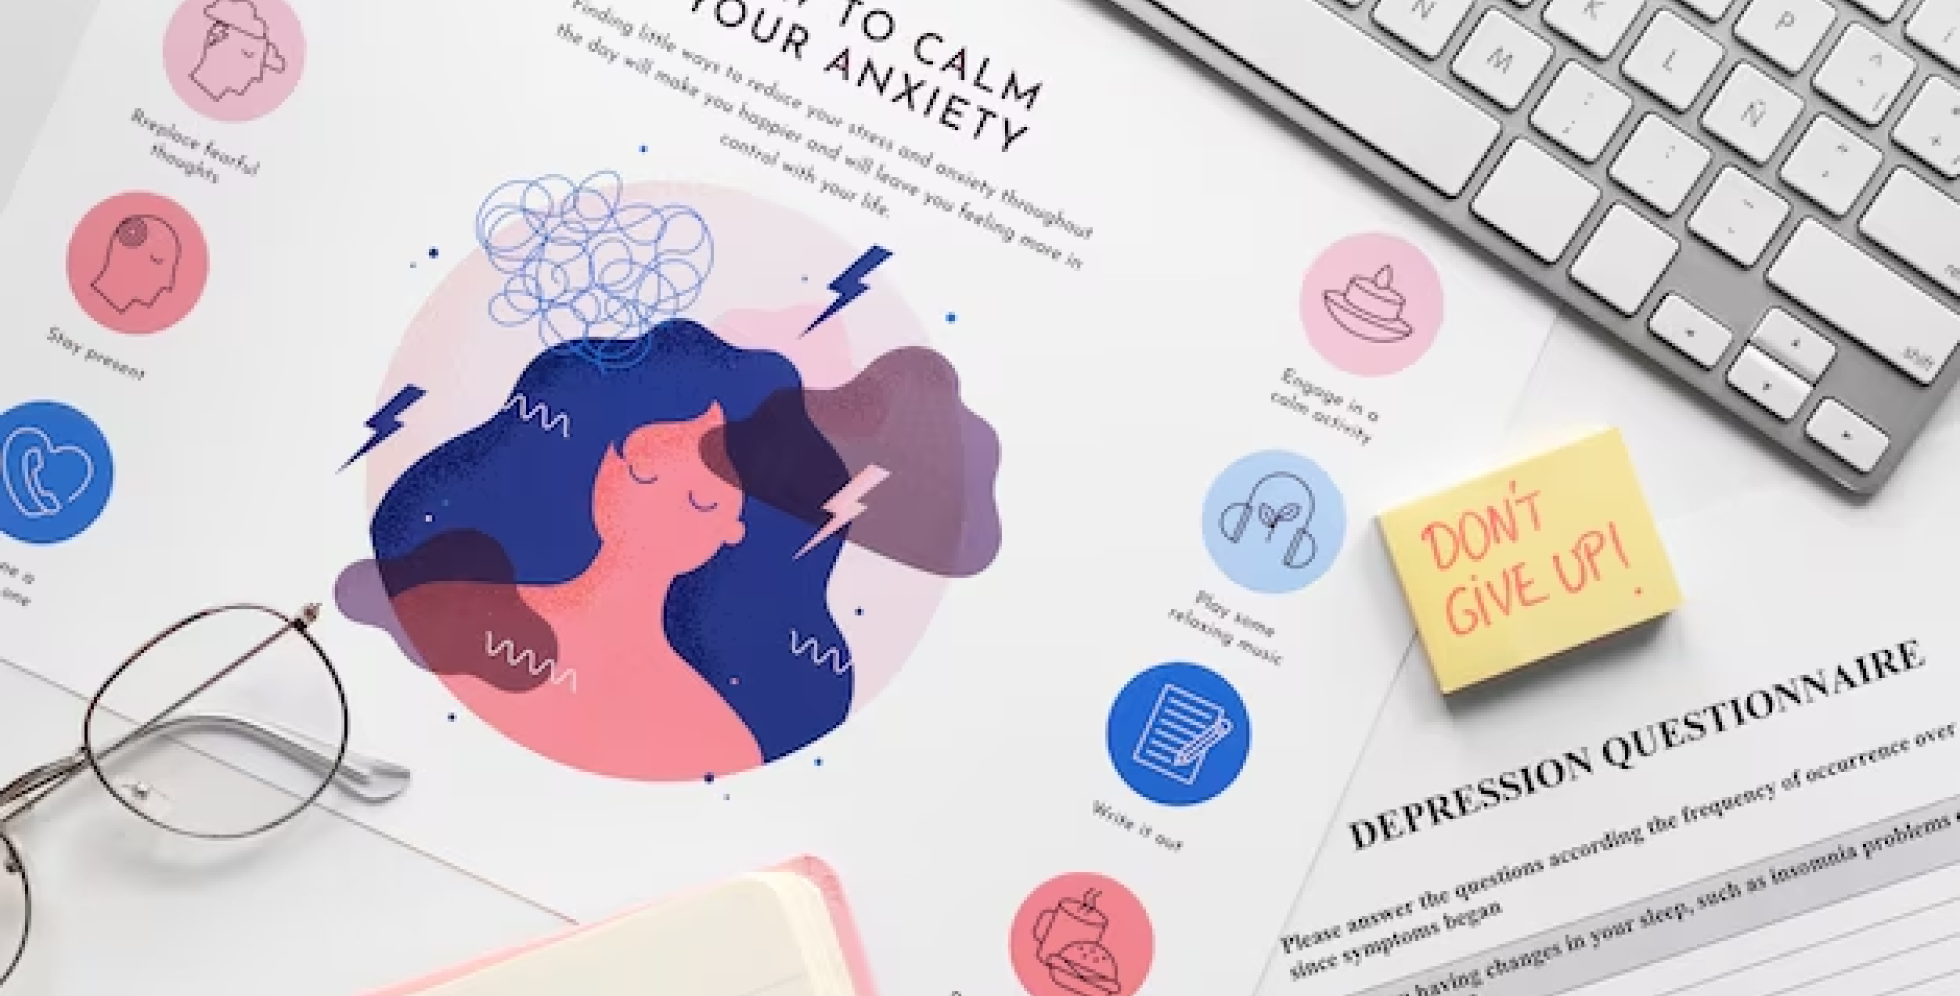 TO CALM
YOUR ANXIETY
Finding little ways to reduce your stress and anxiety throughout
the day will make you happier and will leave you feeling more in
control with your life.
Rreplace fearful
thoughts
Stay present
one
Engage in a
calm activity
Play some
relaxing music
Write it out
DON'T
GIVE UP!
DEPRESSION QUESTIONNAIRE
Please answer the questions according the frequency of occurrence over
since symptoms began
having changes in your sleep, such as insomnia problems
N
M
K
L
P
Ñ
shift